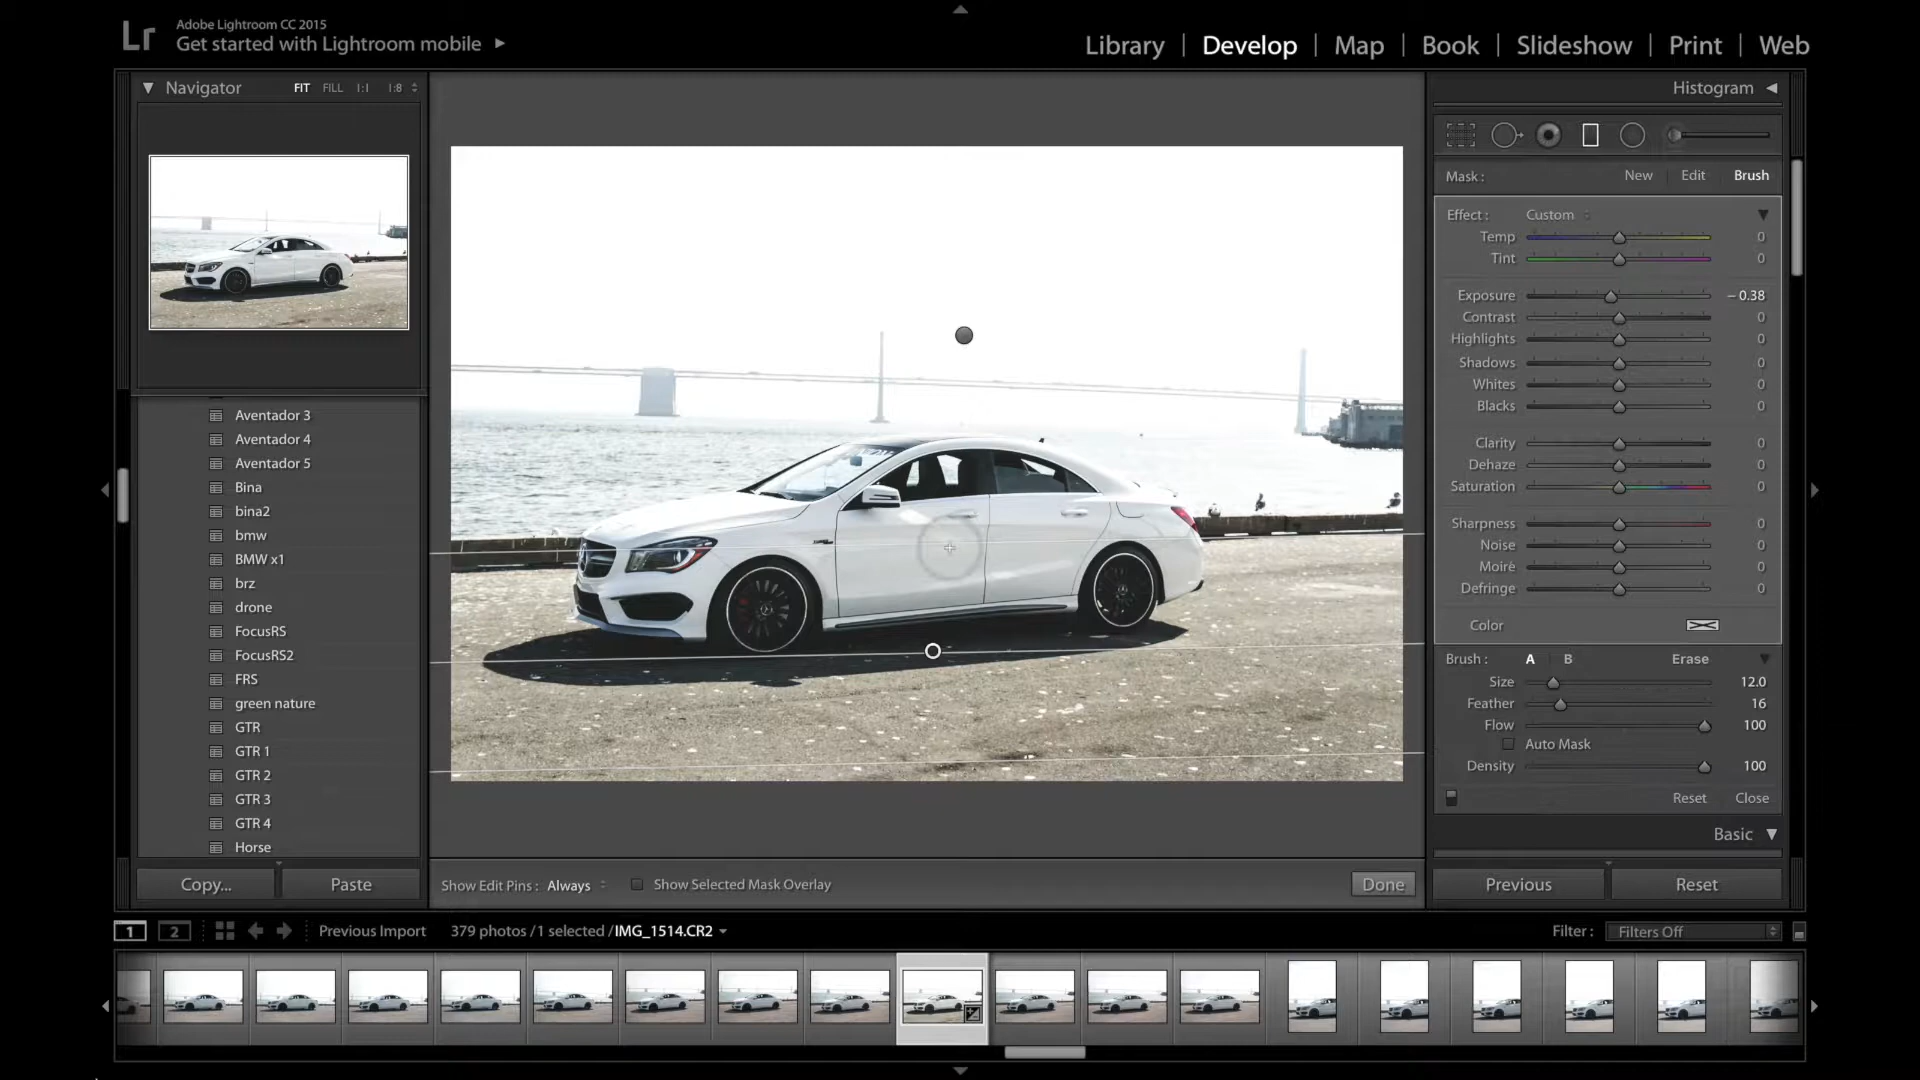 Lr
Adobe Lightroom CC 2015
Get started with Lightroom mobile
Library | Develop | Map | Book | Slideshow | Print | Web
Navigator FIT FILL 1:1 1:8
Histogram
Mask : New Edit Brush
Effect : Custom
Temp 0
Tint 0
Exposure – 0.38
Contrast 0
Highlights 0
Shadows 0
Whites 0
Blacks 0
Clarity 0
Dehaze 0
Saturation 0
Sharpness 0
Noise 0
Moiré 0
Defringe 0
Color
Brush : A B Erase
Size 12.0
Feather 16
Flow 100
Auto Mask
Density 100
Reset Close
Basic
Previous Reset
Aventador 3
Aventador 4
Aventador 5
Bina
bina2
bmw
BMW x1
brz
drone
FocusRS
FocusRS2
FRS
green nature
GTR
GTR 1
GTR 2
GTR 3
GTR 4
Horse
Copy... Paste
Show Edit Pins : Always Show Selected Mask Overlay Done
1 2 Previous Import 379 photos /1 selected /IMG_1514.CR2 Filter : Filters Off